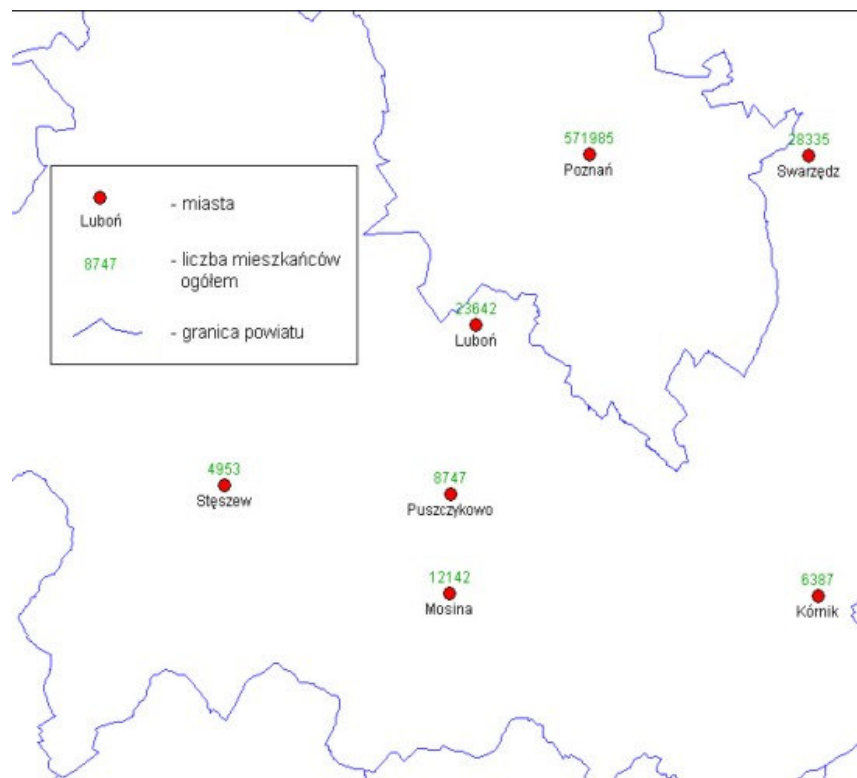 571985
Poznań
28335
Swarzędz
Luboń
- miasta
8747
- liczba mieszkańców
ogółem
- granica powiatu
23642
Luboń
4953
Stęszew
8747
Puszczykowo
12142
Mosina
6387
Kórnik